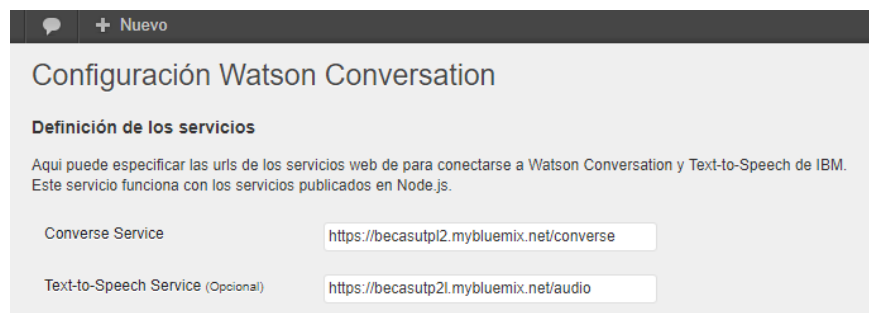 Nuevo
Configuración Watson Conversation
Definición de los servicios
Aqui puede especificar las urls de los servicios web de para conectarse a Watson Conversation y Text-to-Speech de IBM.
Este servicio funciona con los servicios publicados en Node.js.
Converse Service https://becasutpl2.mybluemix.net/converse
Text-to-Speech Service (Opcional) https://becasutp2l.mybluemix.net/audio